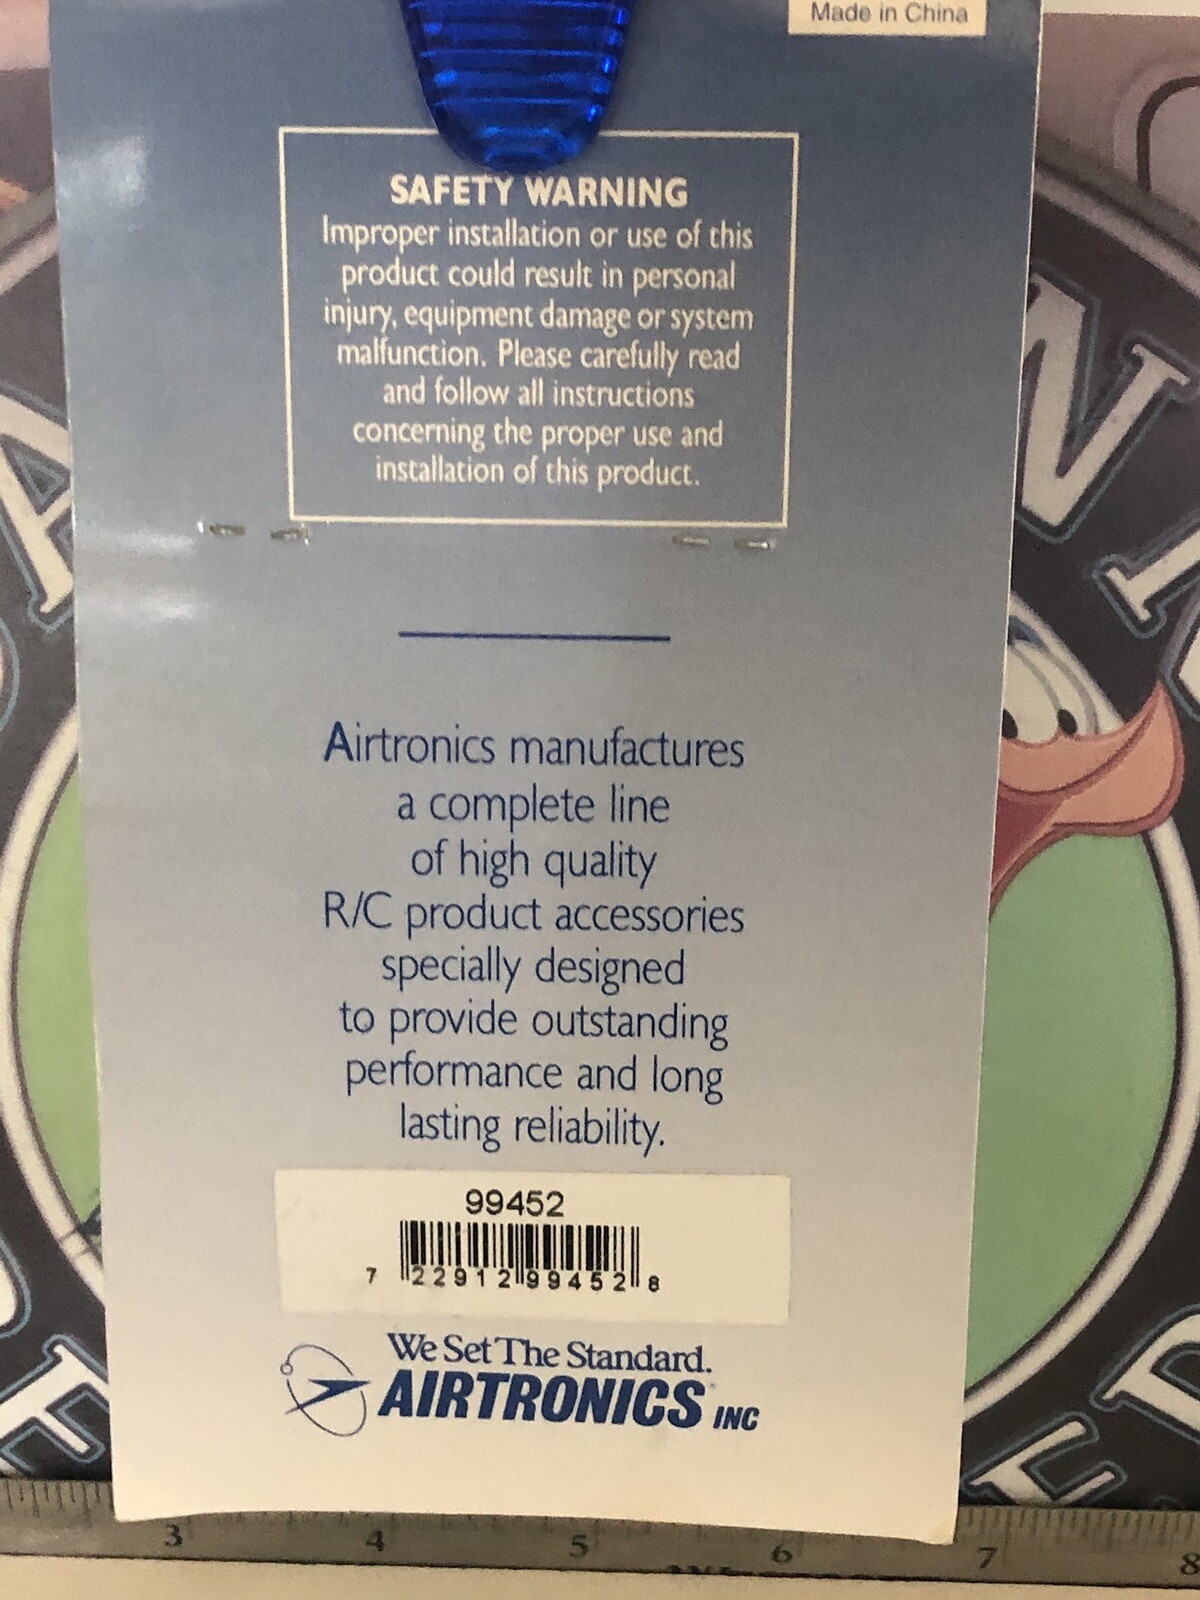 Made in China
SAFETY WARNING
Improper installation or use of this
product could result in personal
injury, equipment damage or system
malfunction. Please carefully read
and follow all instructions
concerning the proper use and
installation of this product.
Airtronics manufactures
a complete line
of high quality
R/C product accessories
specially designed
to provide outstanding
performance and long
lasting reliability.
99452
7 22912 99452 8
We Set The Standard.
AIRTRONICS INC
3 4 5 6 7 8